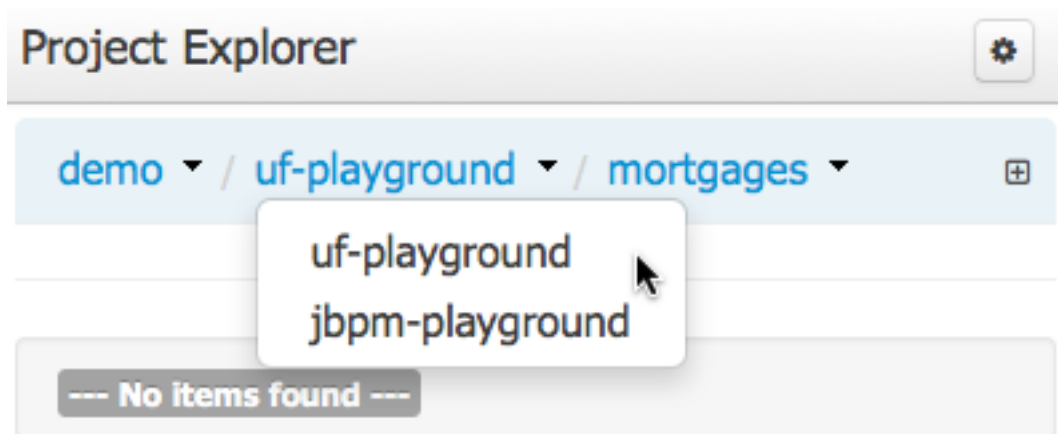 Project Explorer
demo / uf-playground / mortgages
uf-playground
jbpm-playground
--- No items found ---